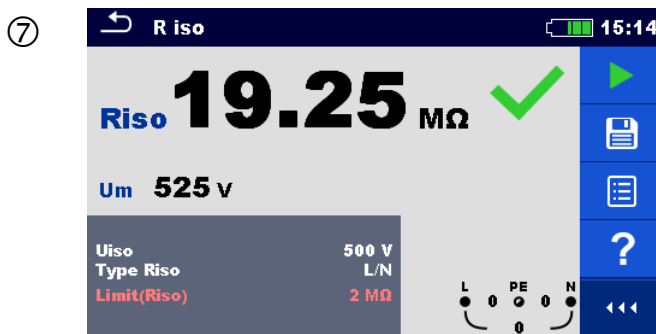 ⑦
R iso 15:14
Riso 19.25 MΩ
Um 525 V
?
Uiso 500 V
Type Riso L/N
Limit(Riso) 2 MΩ
L PE N
0 0
0